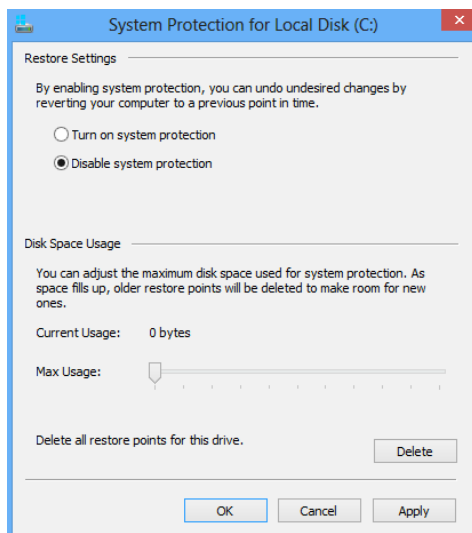 System Protection for Local Disk (C:)
Restore Settings
By enabling system protection, you can undo undesired changes by
reverting your computer to a previous point in time.
Turn on system protection
Disable system protection
Disk Space Usage
You can adjust the maximum disk space used for system protection. As
space fills up, older restore points will be deleted to make room for new
ones.
Current Usage: 0 bytes
Max Usage:
Delete all restore points for this drive.
Delete
OK Cancel Apply